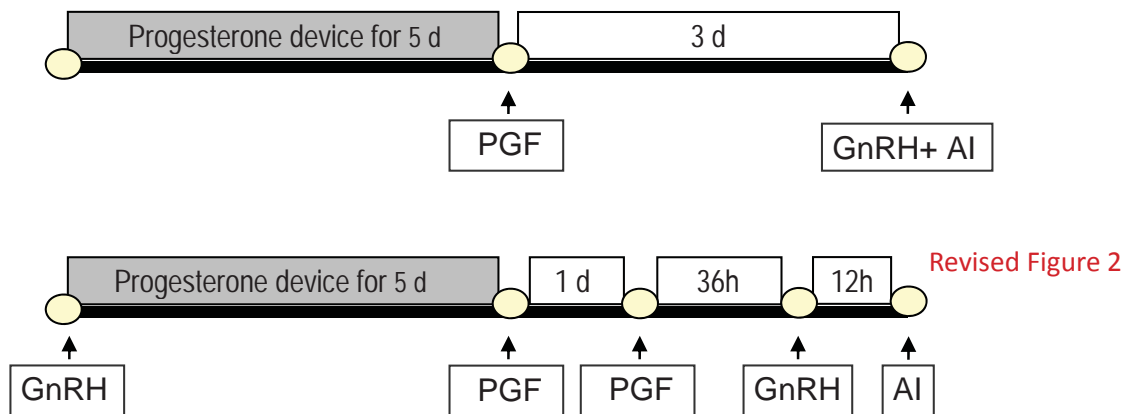 Progesterone device for 5 d 3 d
PGF GnRH+ AI
Revised Figure 2
Progesterone device for 5 d 1 d 36h 12h
GnRH PGF PGF GnRH AI